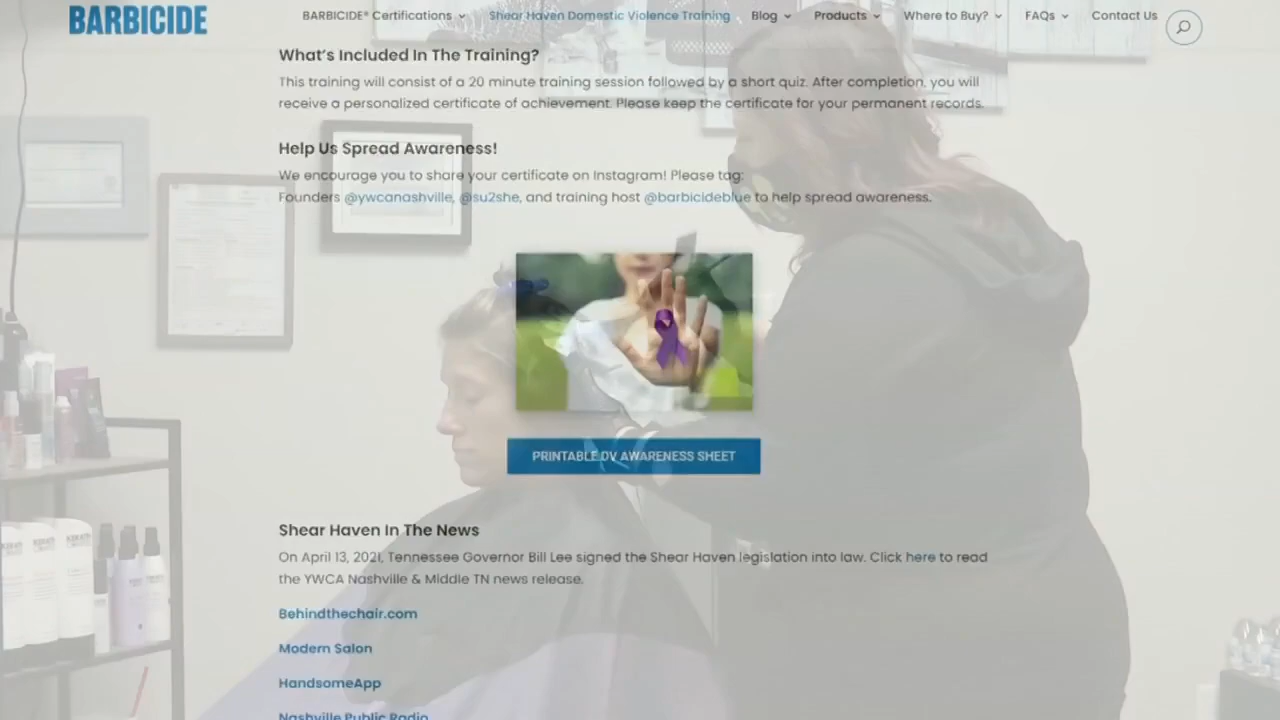 BARBICIDE
BARBICIDE® Certifications
Shear Haven Domestic Violence Training
Blog
Products
Where to Buy?
FAQs
Contact Us
What's Included In The Training?
This training will consist of a 20 minute training session followed by a short quiz. After completion, you will
receive a personalized certificate of achievement. Please keep the certificate for your permanent records.
Help Us Spread Awareness!
We encourage you to share your certificate on Instagram! Please tag:
Founders @ywcanashville, @su2she, and training host @barbicideblue to help spread awareness.
PRINTABLE DV AWARENESS SHEET
Shear Haven In The News
On April 13, 2021, Tennessee Governor Bill Lee signed the Shear Haven legislation into law. Click here to read
the YWCA Nashville & Middle TN news release.
Behindthechair.com
Modern Salon
HandsomeApp
Nashville Public Radio